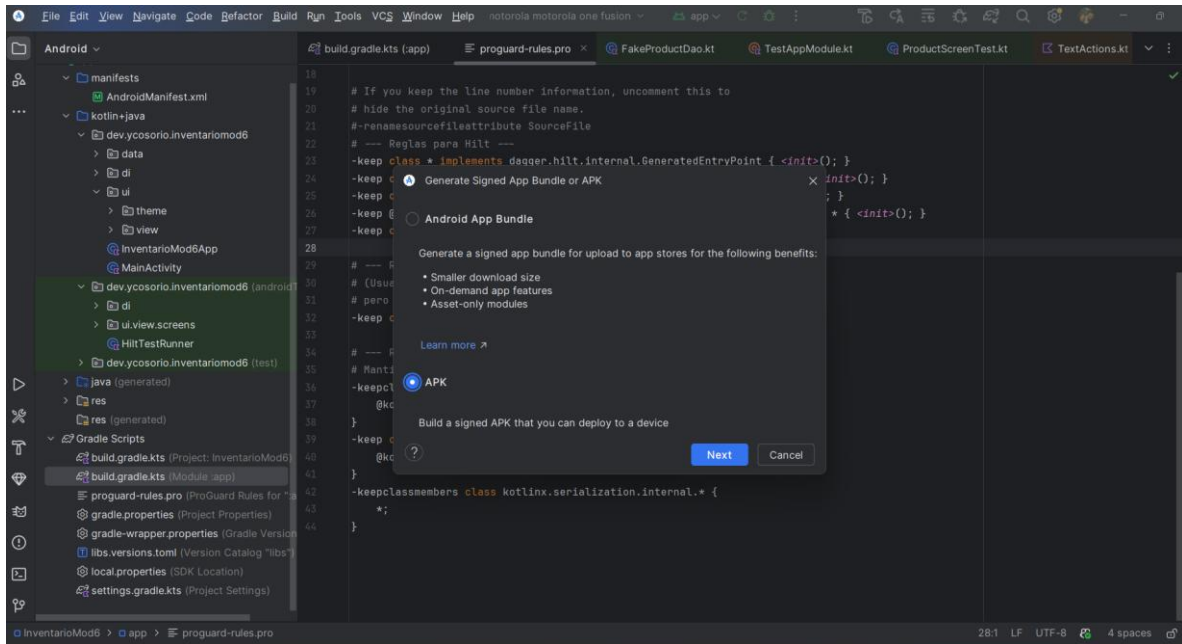 File Edit View Navigate Code Refactor Build Run Tools VCS Window Help motorola motorola one fusion app
Android
build.gradle.kts (:app) proguard-rules.pro FakeProductDao.kt TestAppModule.kt ProductScreenTest.kt TextActions.kt
manifests
AndroidManifest.xml
kotlin+java
dev.ycosorio.inventariomod6
data
di
ui
theme
view
InventarioMod6App
MainActivity
dev.ycosorio.inventariomod6 (androidT
di
ui.view.screens
HiltTestRunner
dev.ycosorio.inventariomod6 (test)
java (generated)
res
res (generated)
Gradle Scripts
build.gradle.kts (Project: InventarioMod6)
build.gradle.kts (Module :app)
proguard-rules.pro (ProGuard Rules for ":a
gradle.properties (Project Properties)
gradle-wrapper.properties (Gradle Version
libs.versions.toml (Version Catalog "libs")
local.properties (SDK Location)
settings.gradle.kts (Project Settings)
18
19 # If you keep the line number information, uncomment this to
20 # hide the original source file name.
21 #-renamesourcefileattribute SourceFile
22 # --- Reglas para Hilt ---
23 -keep class * implements dagger.hilt.internal.GeneratedEntryPoint { <init>(); }
24 -keep c init>(); }
25 -keep c ; }
26 -keep @ * { <init>(); }
27 -keep c
28
29 # --- R
30 # (Usua
31 # pero
32 -keep c
33
34 # --- R
35 # Manti
36 -keepcl
37 @ko
38 }
39 -keep c
40 @ko
41 }
42 -keepclassmembers class kotlinx.serialization.internal.* {
43 *;
44 }
Generate Signed App Bundle or APK
Android App Bundle
Generate a signed app bundle for upload to app stores for the following benefits:
• Smaller download size
• On-demand app features
• Asset-only modules
Learn more ↗
APK
Build a signed APK that you can deploy to a device
? Next Cancel
InventarioMod6 > app > proguard-rules.pro
28:1 LF UTF-8 4 spaces